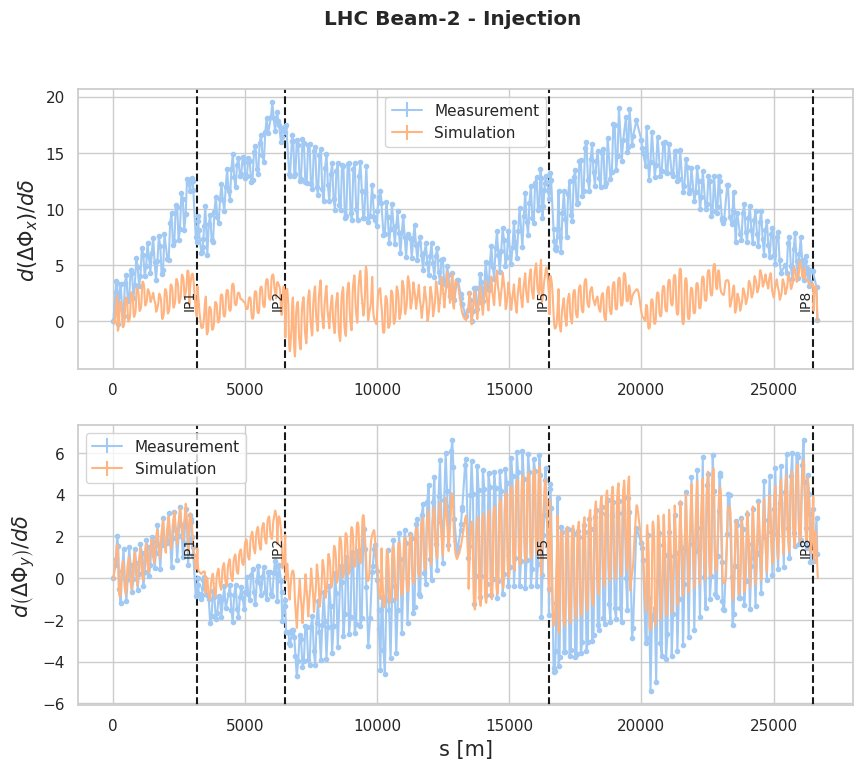 LHC Beam-2 - Injection
20
15
10
5
0
d(ΔΦx)/dδ
Measurement
Simulation
IP1
IP2
IP5
IP8
0 5000 10000 15000 20000 25000
6
4
2
0
−2
−4
−6
d(ΔΦy)/dδ
Measurement
Simulation
IP1
IP2
IP5
IP8
0 5000 10000 15000 20000 25000
s [m]